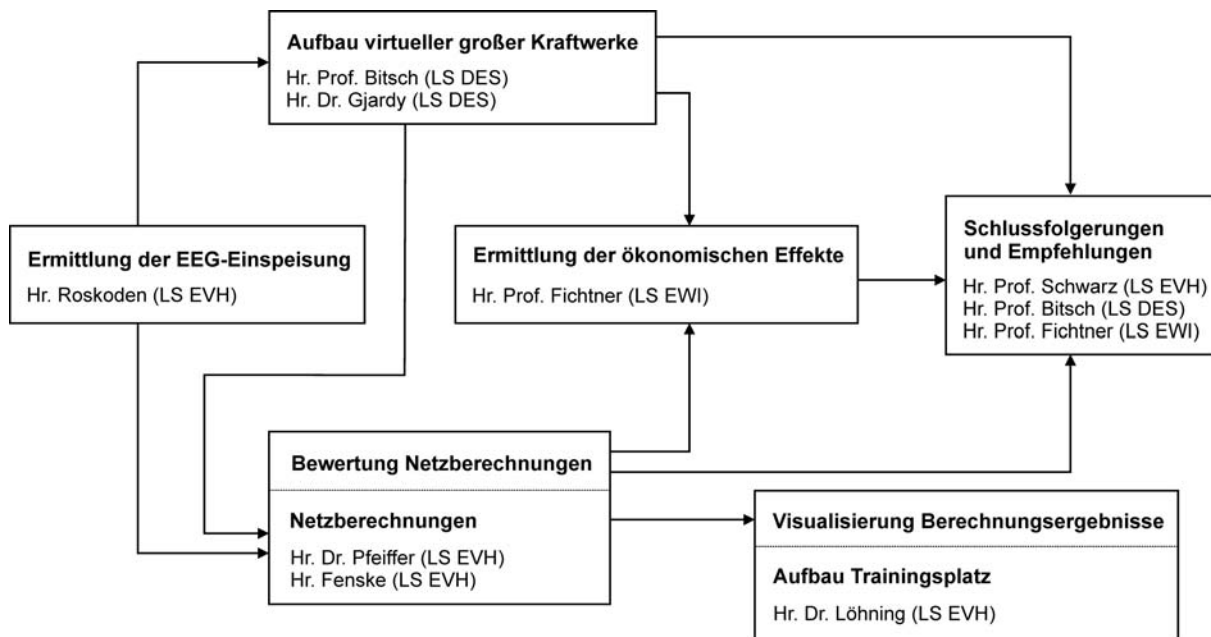 Aufbau virtueller großer Kraftwerke
Hr. Prof. Bitsch (LS DES)
Hr. Dr. Gjardy (LS DES)
Ermittlung der EEG-Einspeisung
Hr. Roskoden (LS EVH)
Ermittlung der ökonomischen Effekte
Hr. Prof. Fichtner (LS EWI)
Schlussfolgerungen
und Empfehlungen
Hr. Prof. Schwarz (LS EVH)
Hr. Prof. Bitsch (LS DES)
Hr. Prof. Fichtner (LS EWI)
Bewertung Netzberechnungen
Netzberechnungen
Hr. Dr. Pfeiffer (LS EVH)
Hr. Fenske (LS EVH)
Visualisierung Berechnungsergebnisse
Aufbau Trainingsplatz
Hr. Dr. Löhning (LS EVH)